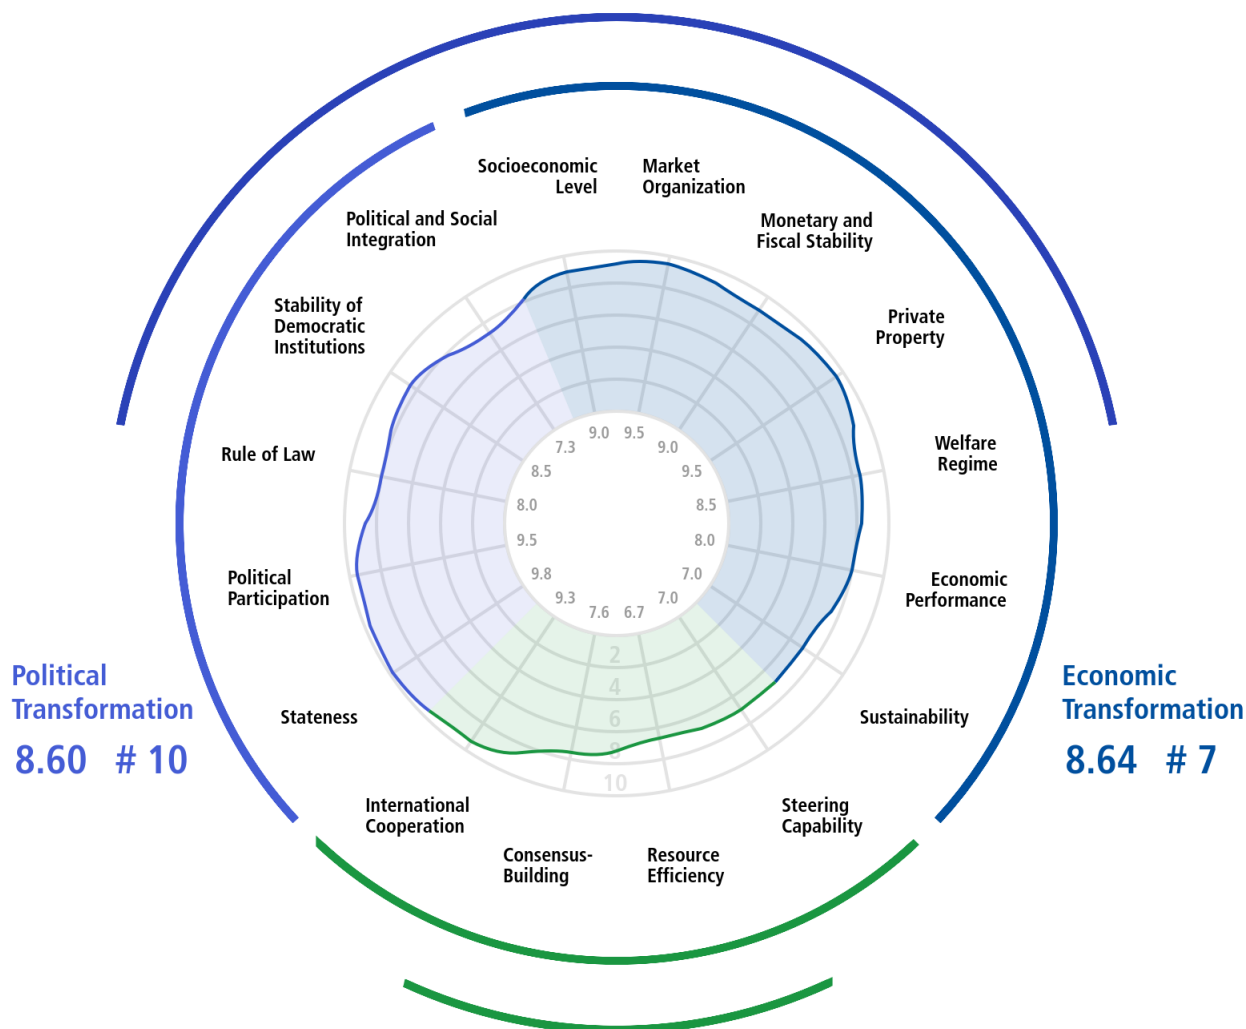 Socioeconomic
Level
Market
Organization
Political and Social
Integration
Monetary and
Fiscal Stability
Stability of
Democratic
Institutions
Private
Property
Rule of Law
Welfare
Regime
Political
Participation
Economic
Performance
Stateness
Sustainability
International
Cooperation
Steering
Capability
Consensus-
Building
Resource
Efficiency
9.0
9.5
7.3
9.0
8.5
9.5
8.0
8.5
9.5
8.0
9.8
7.0
9.3
7.0
7.6
6.7
2
4
6
8
10
Political
Transformation
8.60 # 10
Economic
Transformation
8.64 # 7